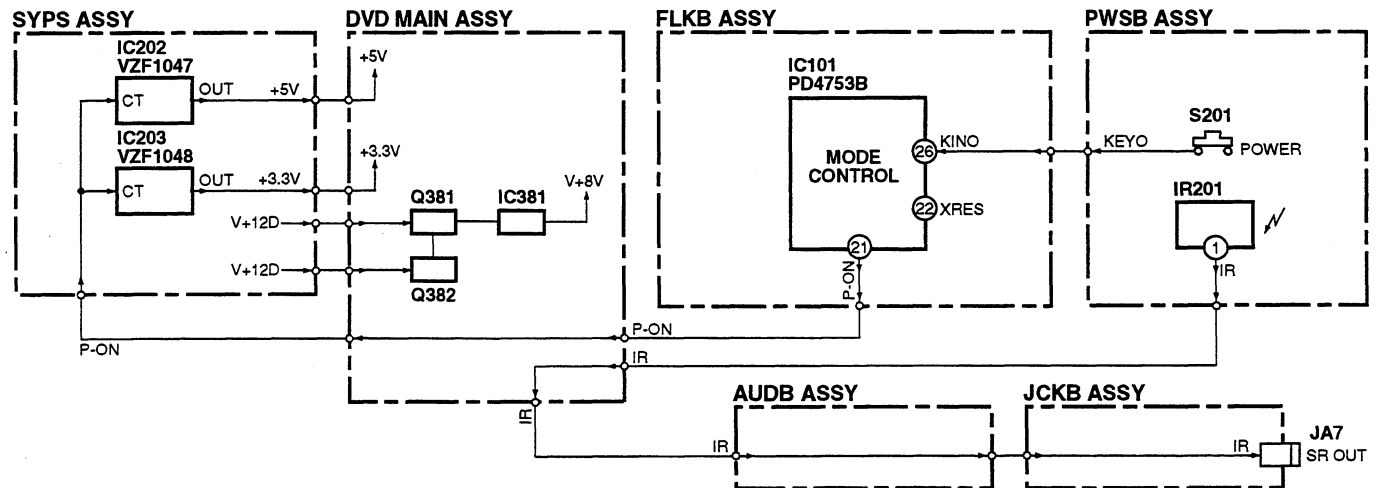 SYPS ASSY
IC202
VZF1047
CT
OUT
+5V
IC203
VZF1048
CT
OUT
+3.3V
V+12D
V+12D
P-ON
DVD MAIN ASSY
+5V
+3.3V
Q381
IC381
V+8V
Q382
FLKB ASSY
IC101
PD4753B
MODE
CONTROL
26
KINO
22
XRES
21
P-ON
P-ON
IR
PWSB ASSY
S201
KEYO
POWER
IR201
1
IR
IR
AUDB ASSY
IR
JCKB ASSY
IR
JA7
SR OUT